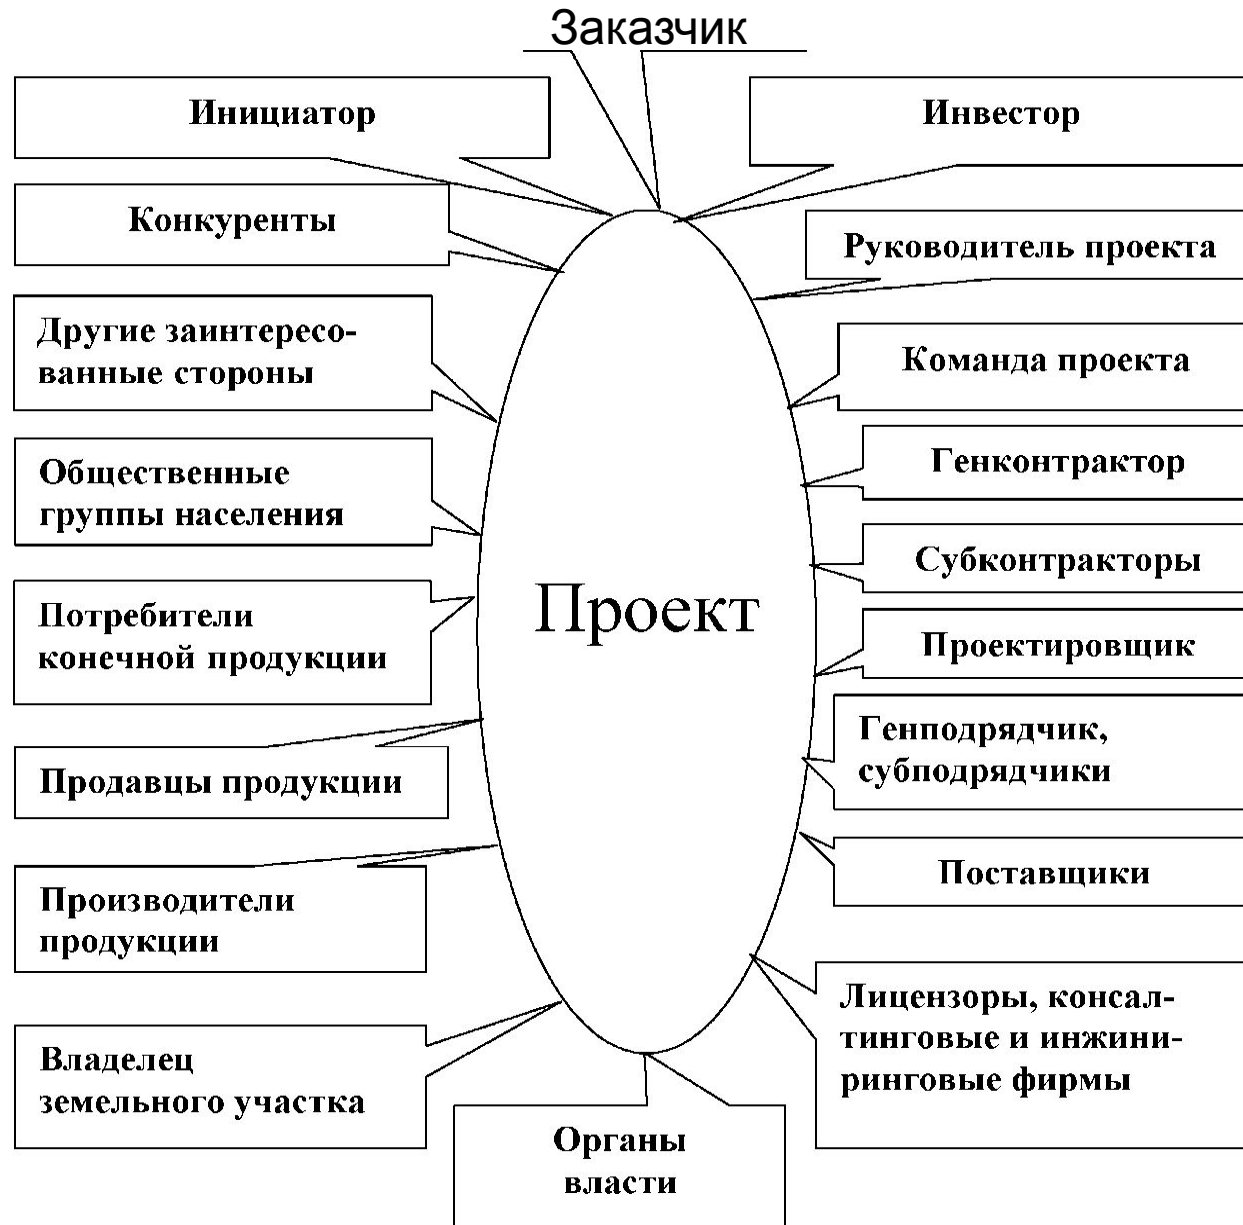 Заказчик
Инициатор
Инвестор
Конкуренты
Руководитель проекта
Другие заинтересо-
ванные стороны
Команда проекта
Общественные
группы населения
Генконтрактор
Субконтракторы
Потребители
конечной продукции
Проект
Проектировщик
Продавцы продукции
Генподрядчик,
субподрядчики
Производители
продукции
Поставщики
Владелец
земельного участка
Лицензоры, консал-
тинговые и инжини-
ринговые фирмы
Органы
власти